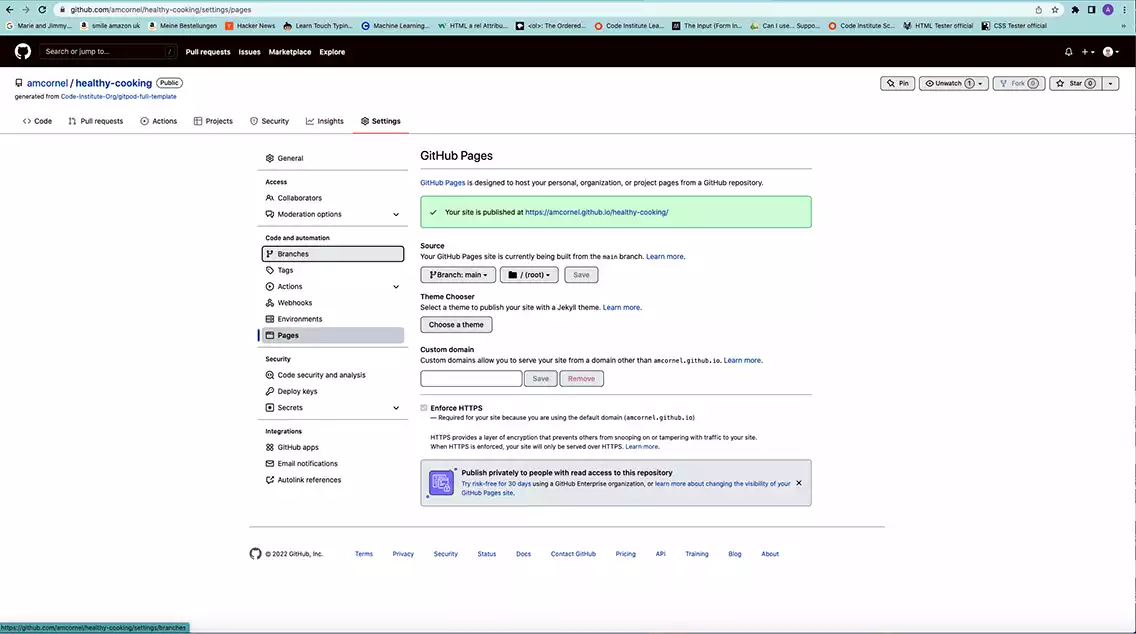 github.com/amcornel/healthy-cooking/settings/pages
Marie and Jimmy... smile amazon uk Meine Bestellungen Hacker News Learn Touch Typin... Machine Learning... HTML a rel Attribu... <ol>: The Ordered... Code Institute Lea... The Input (Form In... Can I use... Suppo... Code Institute Sc... HTML Tester official CSS Tester official
Search or jump to... / Pull requests Issues Marketplace Explore
amcornel / healthy-cooking Public
Pin Unwatch 1 Fork 0 Star 0
generated from Code-Institute-Org/gitpod-full-template
Code Pull requests Actions Projects Security Insights Settings
General
Access
Collaborators
Moderation options
Code and automation
Branches
Tags
Actions
Webhooks
Environments
Pages
Security
Code security and analysis
Deploy keys
Secrets
Integrations
GitHub apps
Email notifications
Autolink references
GitHub Pages
GitHub Pages is designed to host your personal, organization, or project pages from a GitHub repository.
Your site is published at https://amcornel.github.io/healthy-cooking/
Source
Your GitHub Pages site is currently being built from the main branch. Learn more.
Branch: main / (root) Save
Theme Chooser
Select a theme to publish your site with a Jekyll theme. Learn more.
Choose a theme
Custom domain
Custom domains allow you to serve your site from a domain other than amcornel.github.io. Learn more.
Save Remove
Enforce HTTPS
— Required for your site because you are using the default domain (amcornel.github.io)
HTTPS provides a layer of encryption that prevents others from snooping on or tampering with traffic to your site.
When HTTPS is enforced, your site will only be served over HTTPS. Learn more.
Publish privately to people with read access to this repository
Try risk-free for 30 days using a GitHub Enterprise organization, or learn more about changing the visibility of your
GitHub Pages site.
© 2022 GitHub, Inc. Terms Privacy Security Status Docs Contact GitHub Pricing API Training Blog About
https://github.com/amcornel/healthy-cooking/settings/branches